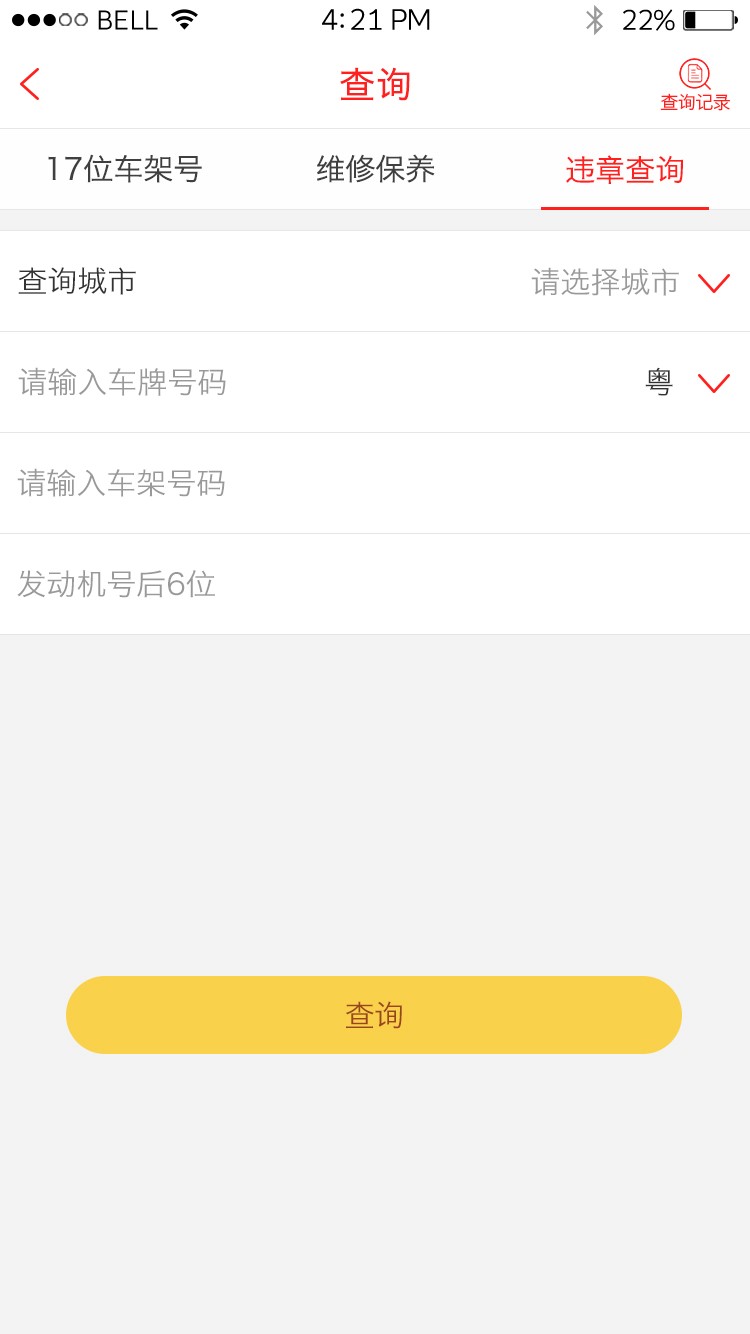 BELL 4:21 PM 22%
查询
查询记录
17位车架号 维修保养 违章查询
查询城市 请选择城市
请输入车牌号码 粤
请输入车架号码
发动机号后6位
查询